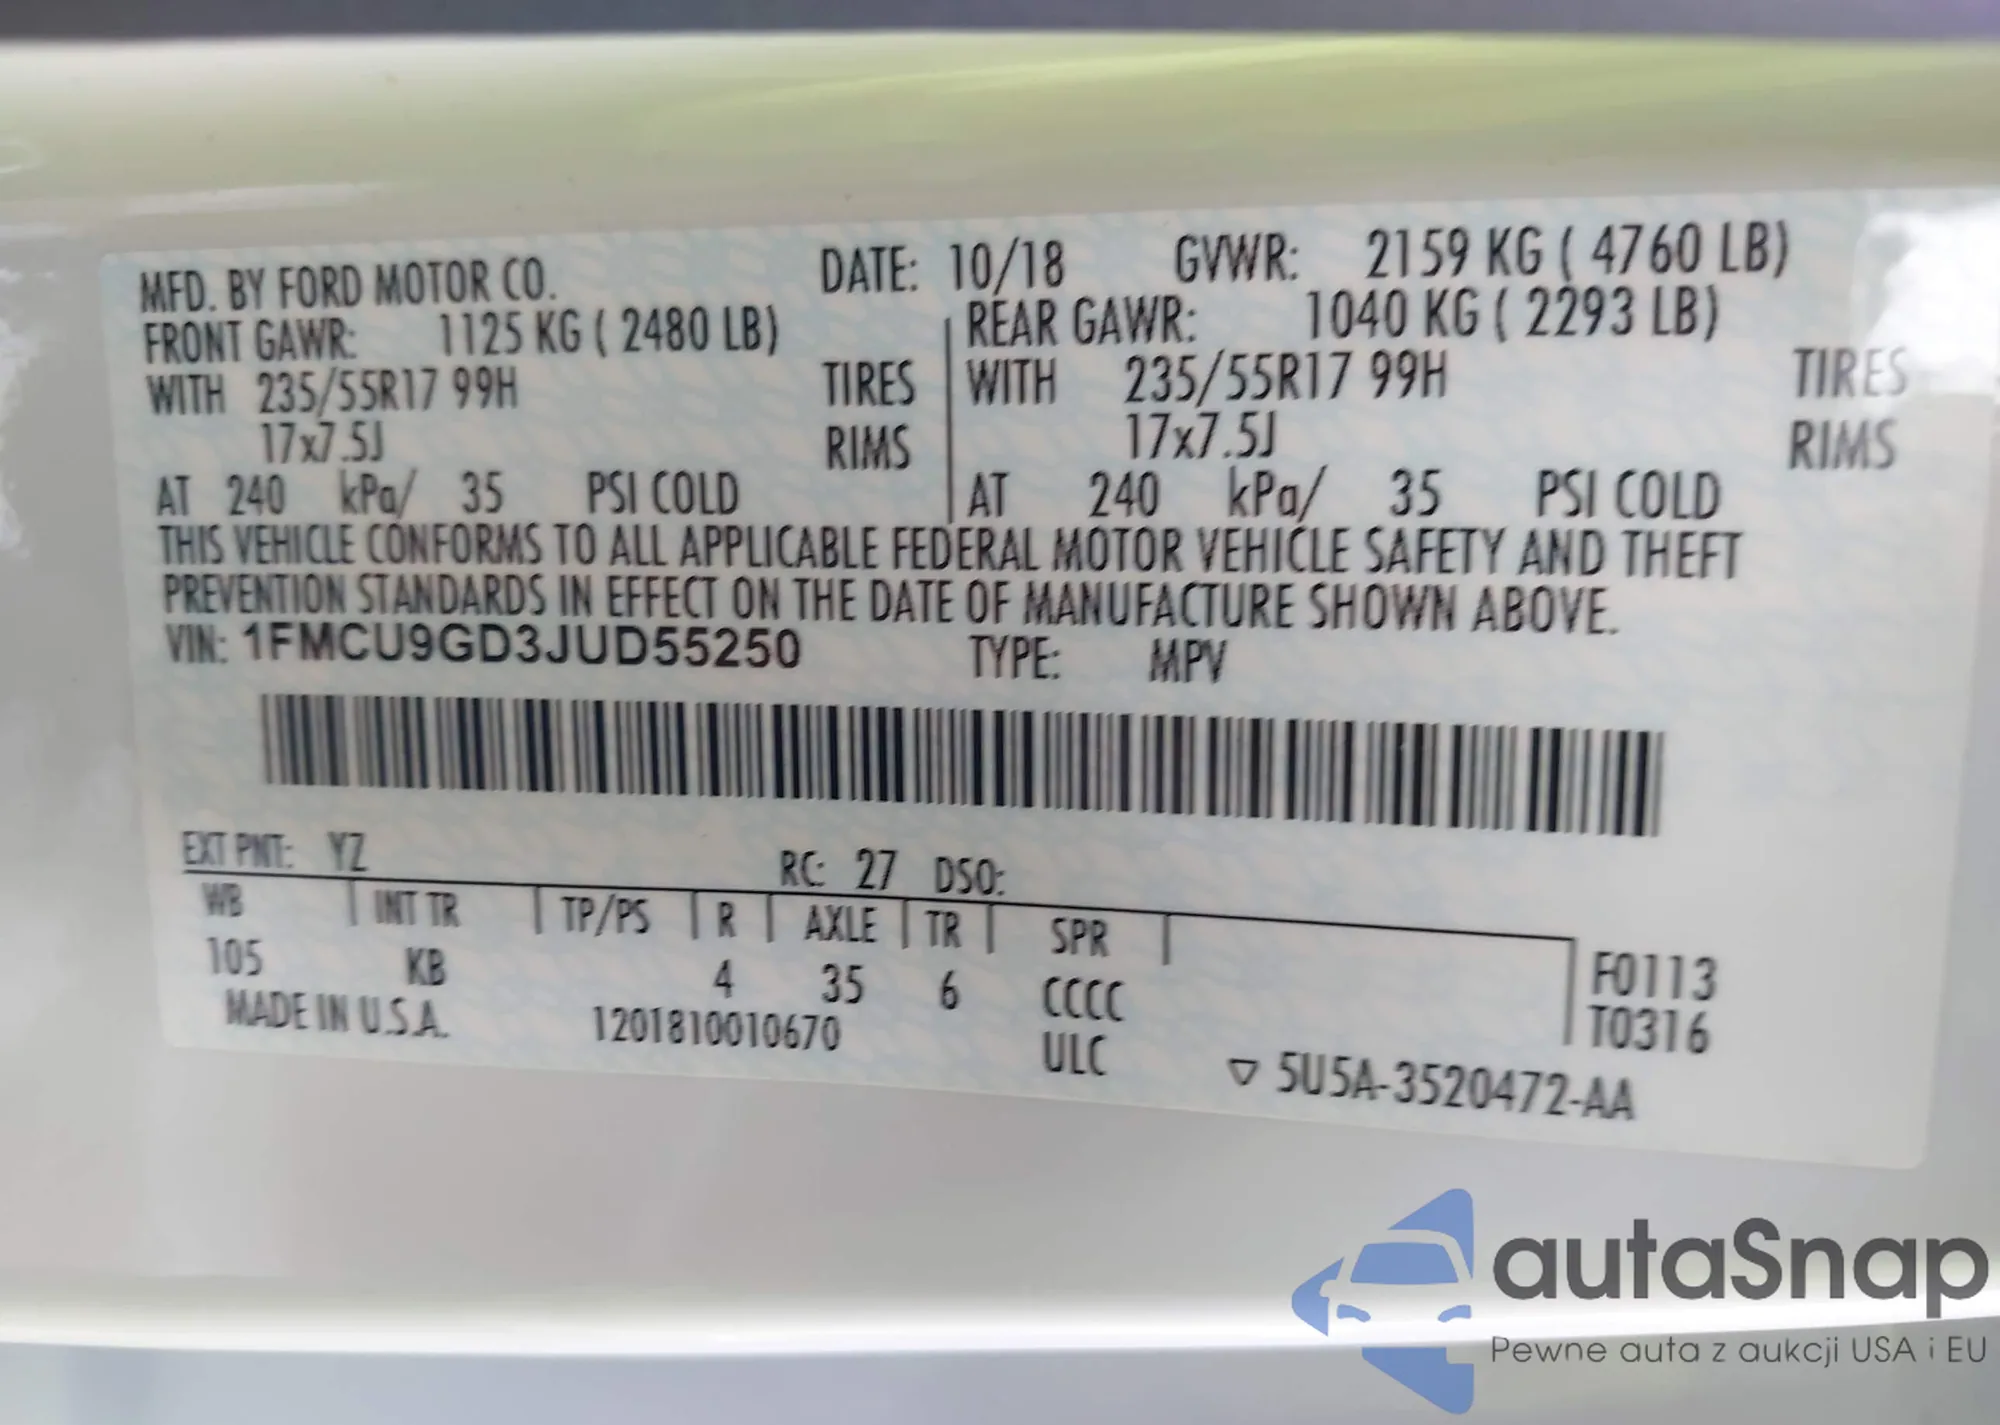 MFD. BY FORD MOTOR CO. DATE: 10/18 GVWR: 2159 KG ( 4760 LB)
FRONT GAWR: 1125 KG ( 2480 LB) REAR GAWR: 1040 KG ( 2293 LB)
WITH 235/55R17 99H TIRES WITH 235/55R17 99H TIRES
17x7.5J RIMS 17x7.5J RIMS
AT 240 kPa/ 35 PSI COLD AT 240 kPa/ 35 PSI COLD
THIS VEHICLE CONFORMS TO ALL APPLICABLE FEDERAL MOTOR VEHICLE SAFETY AND THEFT
PREVENTION STANDARDS IN EFFECT ON THE DATE OF MANUFACTURE SHOWN ABOVE.
VIN: 1FMCU9GD3JUD55250 TYPE: MPV
EXT PNT: YZ RC: 27 DSO:
WB INT TR TP/PS R AXLE TR SPR
105 KB 4 35 6 CCCC F0113
MADE IN U.S.A. 1201810010670 ULC T0316
▽ 5U5A-3520472-AA
autaSnap
Pewne auta z aukcji USA i EU